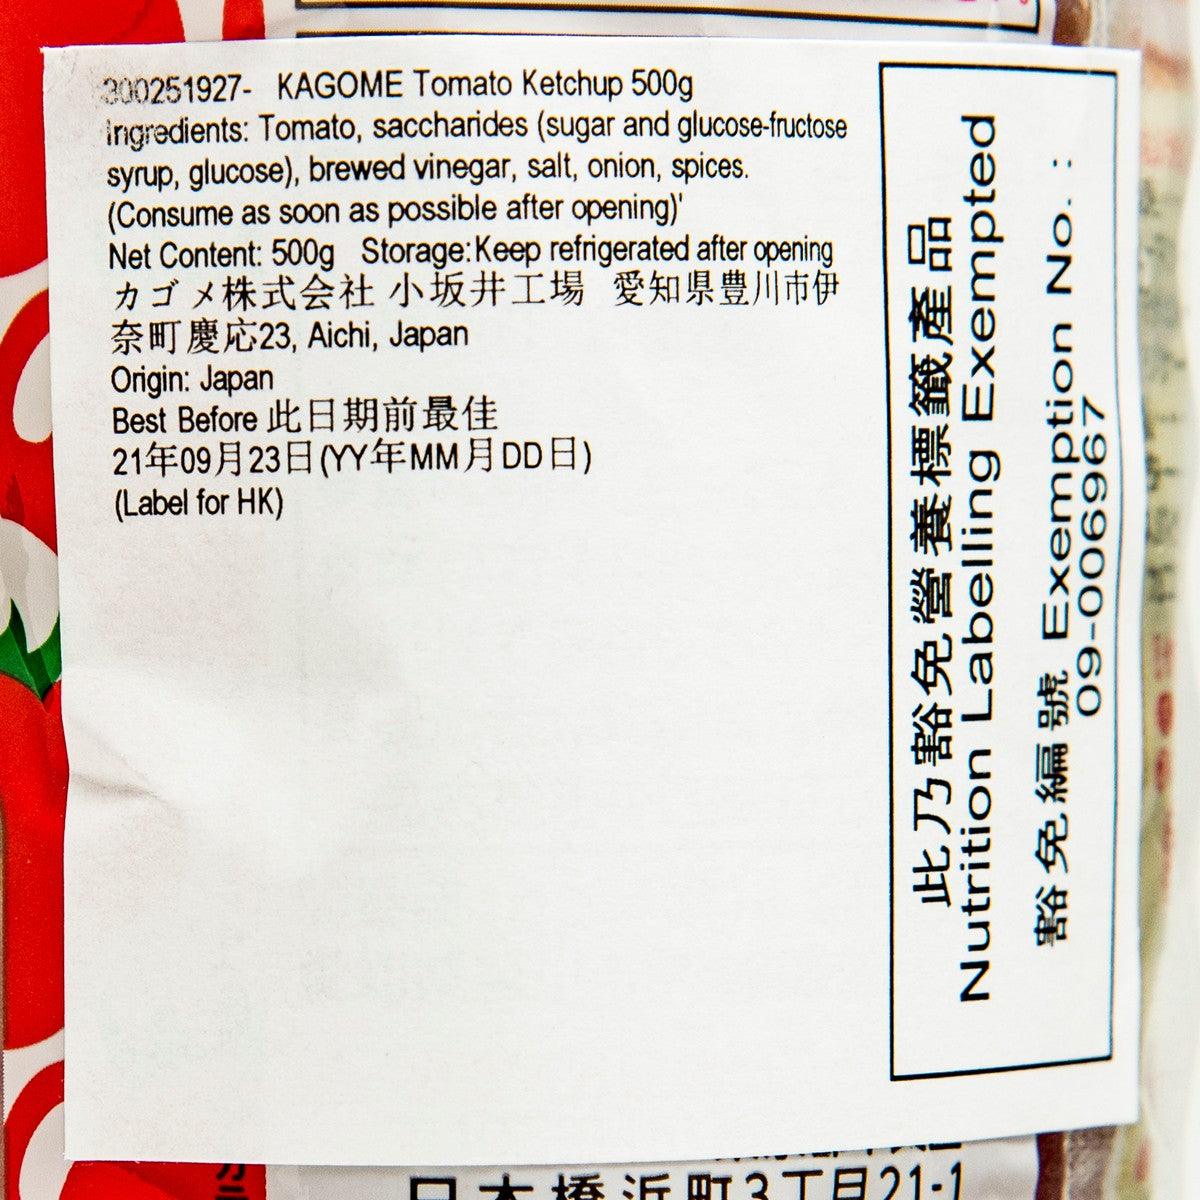 300251927- KAGOME Tomato Ketchup 500g
Ingredients: Tomato, saccharides (sugar and glucose-fructose
syrup, glucose), brewed vinegar, salt, onion, spices.
(Consume as soon as possible after opening)'
Net Content: 500g Storage:Keep refrigerated after opening
カゴメ株式会社 小坂井工場 愛知県豊川市伊
奈町慶応23, Aichi, Japan
Origin: Japan
Best Before 此日期前最佳
21年09月23日(YY年MM月DD日)
(Label for HK)
此乃豁免營養標籤產品
Nutrition Labelling Exempted
豁免編號 Exemption No. :
09-006967
日本橋浜町3丁目21-1